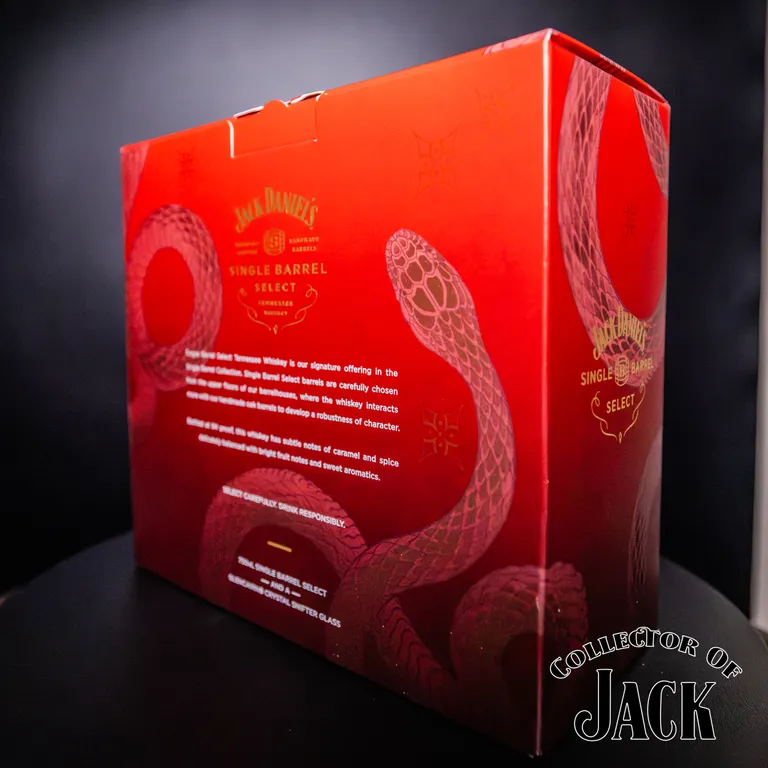 JACK DANIEL'S
SINGLE BARREL
SELECT
TENNESSEE
WHISKEY
Single Barrel Select Tennessee Whiskey is our signature offering in the
Single Barrel Collection. Single Barrel Select barrels are carefully chosen
from the upper floors of our barrelhouses, where the whiskey interacts
more with our handmade oak barrels to develop a robustness of character.
Bottled at 94 proof, this whiskey has subtle notes of caramel and spice
delicately balanced with bright fruit notes and sweet aromatics.
SELECT CAREFULLY. DRINK RESPONSIBLY.
750ML SINGLE BARREL SELECT
— AND A —
GLENCAIRN® CRYSTAL SNIFTER GLASS
JACK DANIEL'S
SINGLE BARREL
SELECT
COLLECTOR OF
JACK